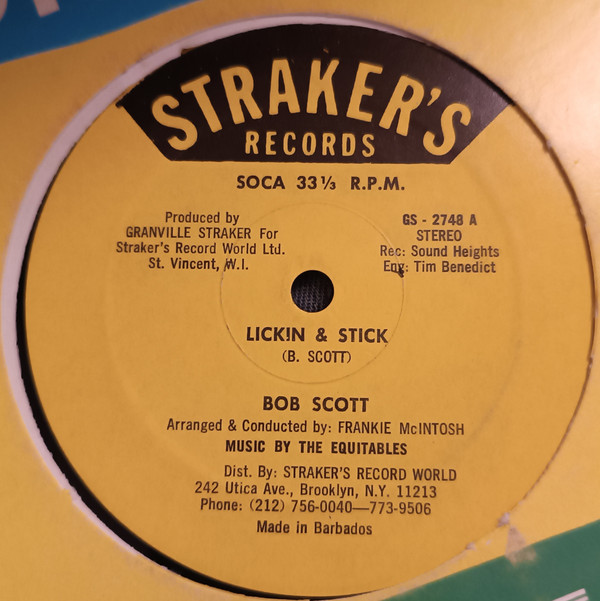 STRAKER'S
RECORDS
SOCA 33⅓ R.P.M.
Produced by
GRANVILLE STRAKER For
Straker's Record World Ltd.
St. Vincent, W.I.
GS - 2748 A
STEREO
Rec: Sound Heights
Eng: Tim Benedict
LICKIN & STICK
(B. SCOTT)
BOB SCOTT
Arranged & Conducted by: FRANKIE McINTOSH
MUSIC BY THE EQUITABLES
Dist. By: STRAKER'S RECORD WORLD
242 Utica Ave., Brooklyn, N.Y. 11213
Phone: (212) 756-0040—773-9506
Made in Barbados